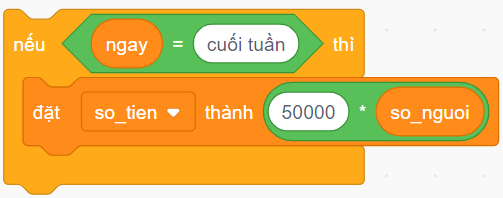 nếu ngay = cuối tuần thì
đặt so_tien thành 50000 * so_nguoi